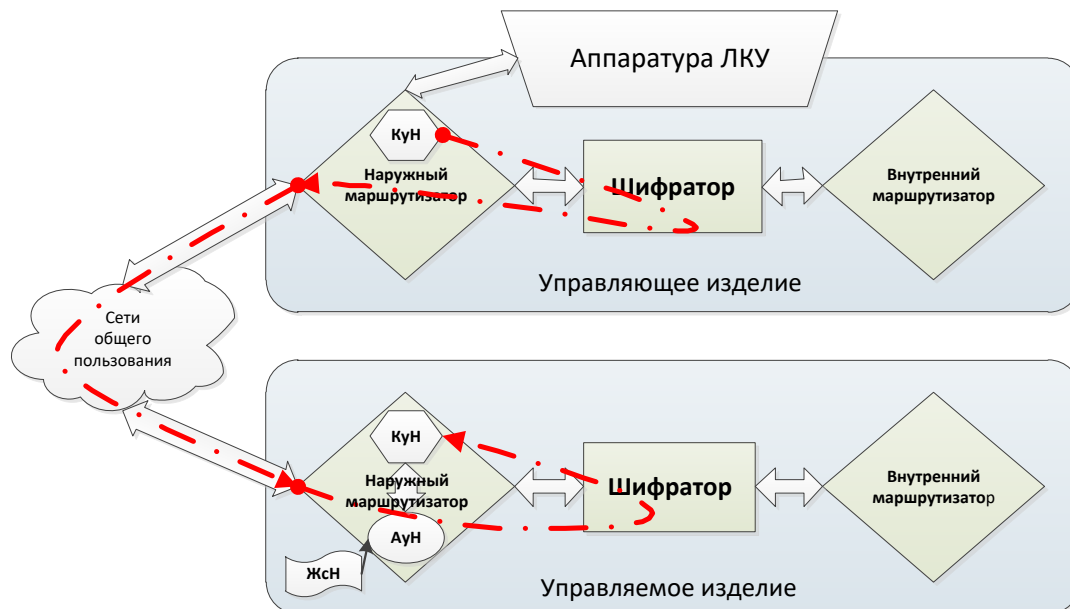 Аппаратура ЛКУ
КуН
Наружный
маршрутизатор
Шифратор
Внутренний
маршрутизатор
Управляющее изделие
Сети
общего
пользования
КуН
Наружный
маршрутизатор
АуН
ЖсН
Шифратор
Внутренний
маршрутизатор
Управляемое изделие